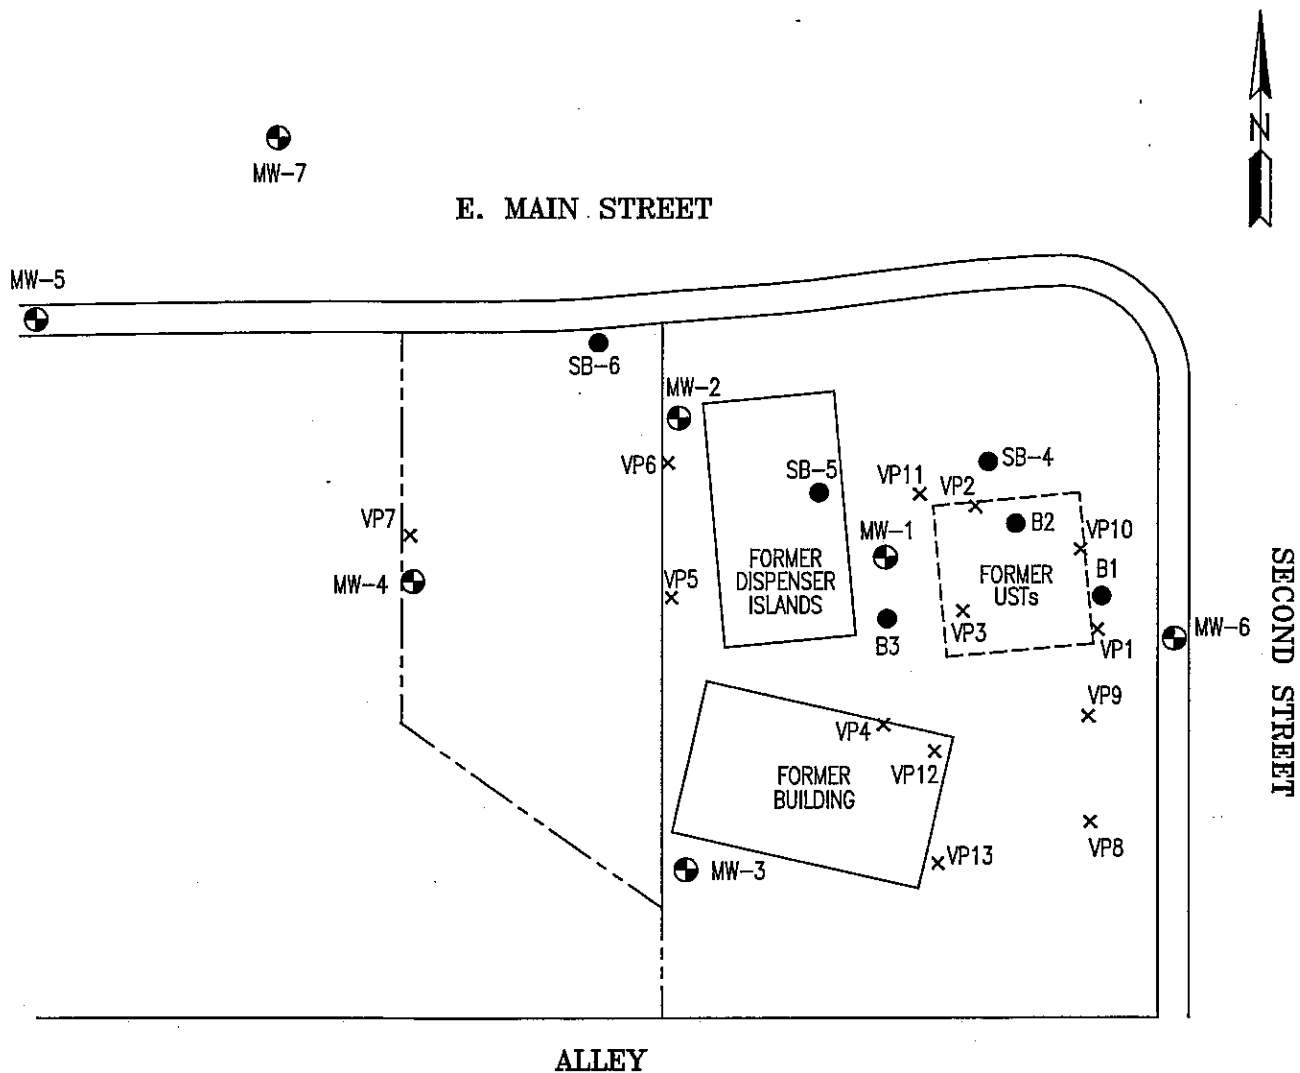 N
MW-7
E. MAIN STREET
MW-5
SB-6
MW-2
SB-4
VP6
SB-5
VP11
VP2
VP7
MW-1
B2
VP10
FORMER
DISPENSER
ISLANDS
FORMER
USTs
B1
MW-4
VP5
VP3
B3
VP1
MW-6
SECOND STREET
VP9
VP4
VP12
FORMER
BUILDING
VP8
VP13
MW-3
ALLEY